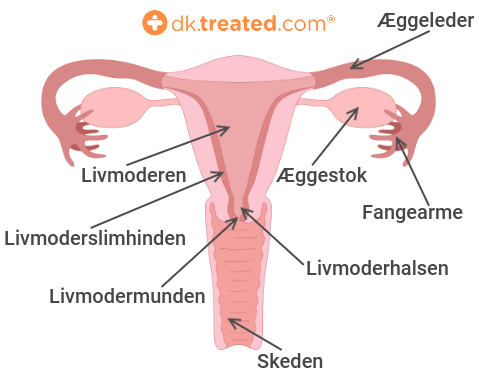 dk.treated.com®
Æggeleder
Livmoderen
Æggestok
Fangearme
Livmoderslimhinden
Livmoderhalsen
Livmodermunden
Skeden